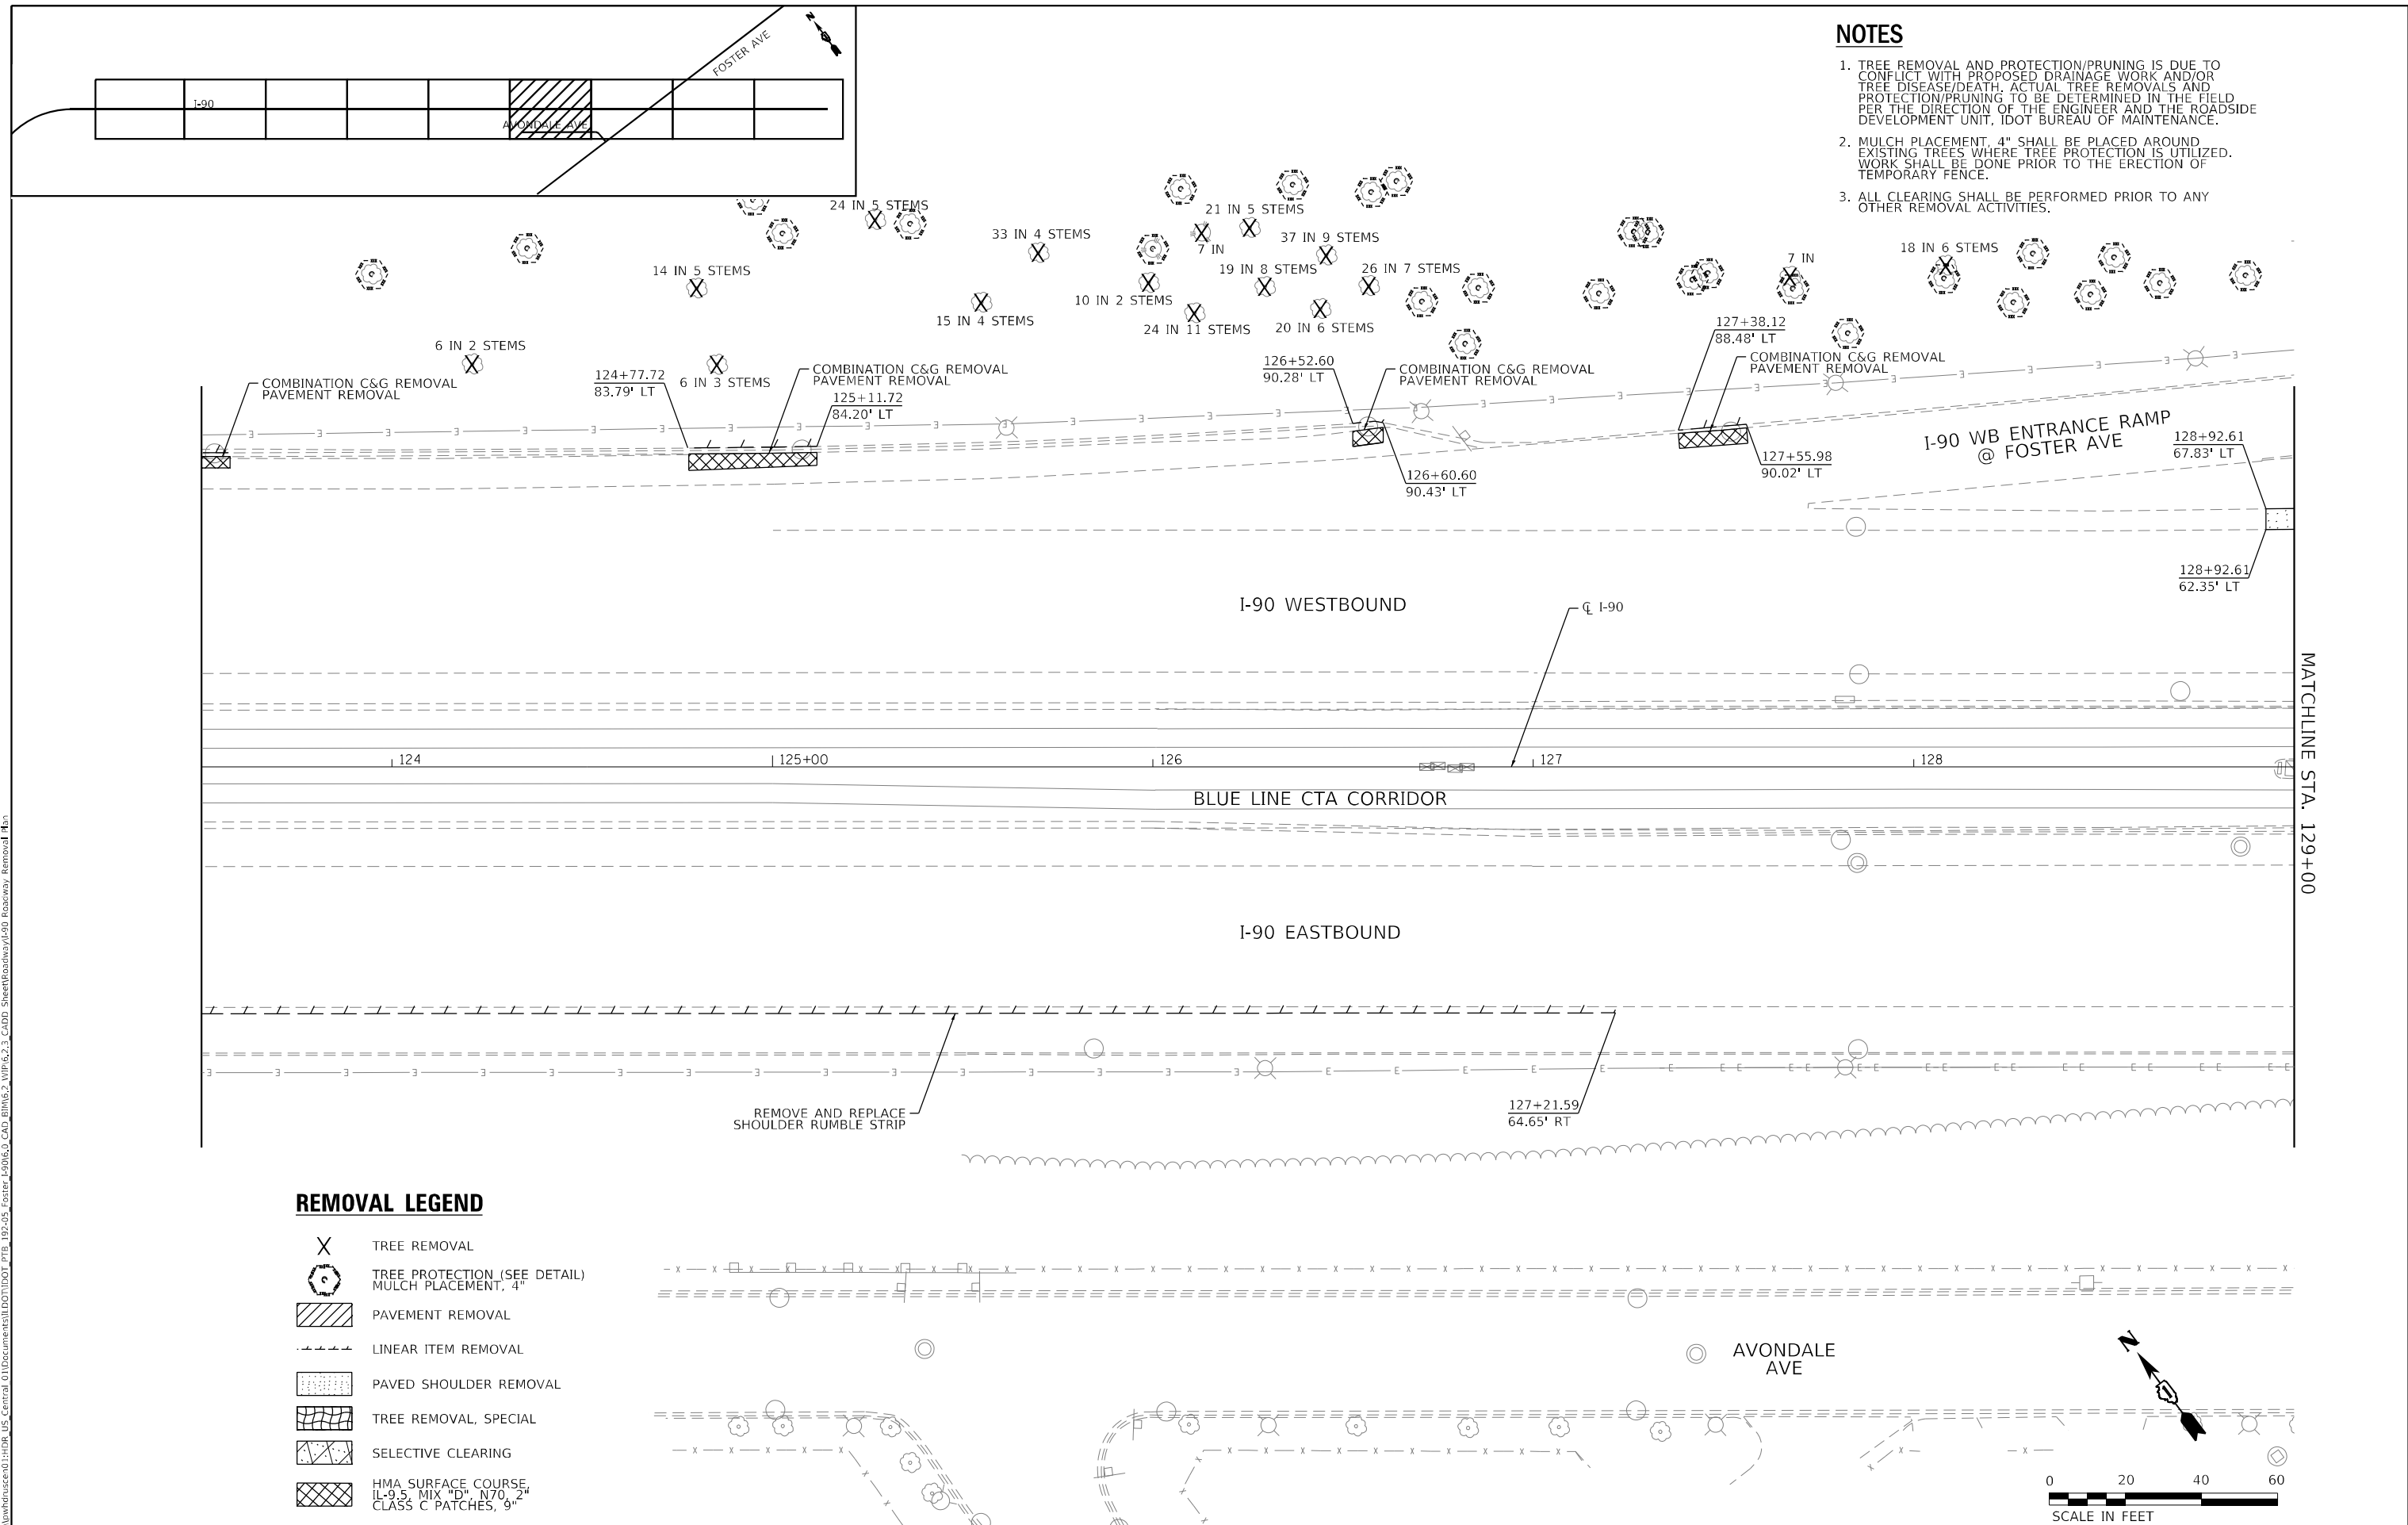 N
FOSTER AVE
I-90
AVONDALE AVE
NOTES
1. TREE REMOVAL AND PROTECTION/PRUNING IS DUE TO
CONFLICT WITH PROPOSED DRAINAGE WORK AND/OR
TREE DISEASE/DEATH. ACTUAL TREE REMOVALS AND
PROTECTION/PRUNING TO BE DETERMINED IN THE FIELD
PER THE DIRECTION OF THE ENGINEER AND THE ROADSIDE
DEVELOPMENT UNIT, IDOT BUREAU OF MAINTENANCE.
2. MULCH PLACEMENT, 4" SHALL BE PLACED AROUND
EXISTING TREES WHERE TREE PROTECTION IS UTILIZED.
WORK SHALL BE DONE PRIOR TO THE ERECTION OF
TEMPORARY FENCE.
3. ALL CLEARING SHALL BE PERFORMED PRIOR TO ANY
OTHER REMOVAL ACTIVITIES.
24 IN 5 STEMS
21 IN 5 STEMS
33 IN 4 STEMS
7 IN
37 IN 9 STEMS
18 IN 6 STEMS
7 IN
14 IN 5 STEMS
19 IN 8 STEMS
26 IN 7 STEMS
10 IN 2 STEMS
15 IN 4 STEMS
24 IN 11 STEMS
20 IN 6 STEMS
6 IN 2 STEMS
6 IN 3 STEMS
COMBINATION C&G REMOVAL
PAVEMENT REMOVAL
124+77.72
83.79' LT
COMBINATION C&G REMOVAL
PAVEMENT REMOVAL
125+11.72
84.20' LT
126+52.60
90.28' LT
COMBINATION C&G REMOVAL
PAVEMENT REMOVAL
126+60.60
90.43' LT
127+38.12
88.48' LT
COMBINATION C&G REMOVAL
PAVEMENT REMOVAL
127+55.98
90.02' LT
I-90 WB ENTRANCE RAMP
@ FOSTER AVE
128+92.61
67.83' LT
128+92.61
62.35' LT
I-90 WESTBOUND
℄ I-90
124
125+00
126
127
128
BLUE LINE CTA CORRIDOR
MATCHLINE STA. 129+00
I-90 EASTBOUND
REMOVE AND REPLACE
SHOULDER RUMBLE STRIP
127+21.59
64.65' RT
REMOVAL LEGEND
TREE REMOVAL
TREE PROTECTION (SEE DETAIL)
MULCH PLACEMENT, 4"
PAVEMENT REMOVAL
LINEAR ITEM REMOVAL
PAVED SHOULDER REMOVAL
TREE REMOVAL, SPECIAL
SELECTIVE CLEARING
HMA SURFACE COURSE,
IL-9.5, MIX "D", N70, 2"
CLASS C PATCHES, 9"
AVONDALE
AVE
N
0 20 40 60
SCALE IN FEET